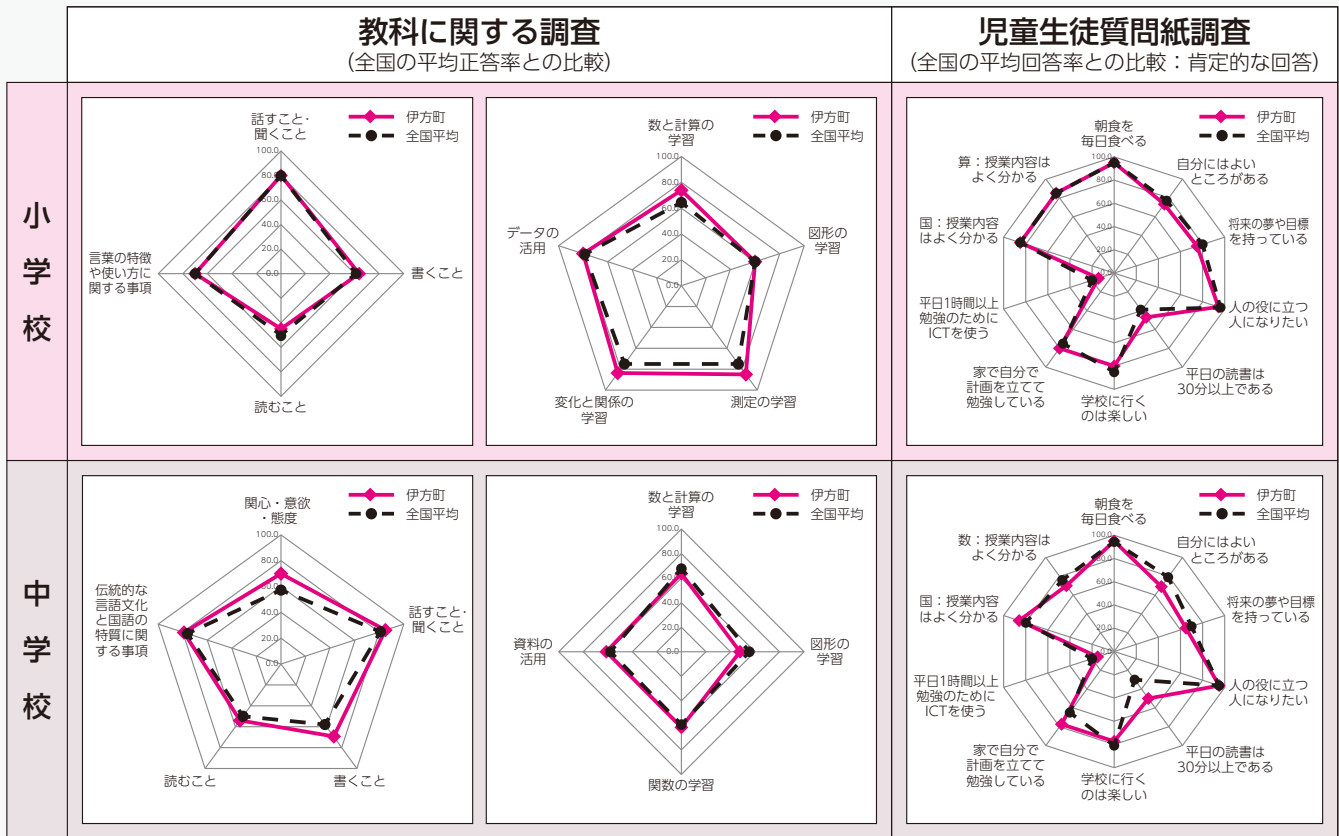 教科に関する調査
(全国の平均正答率との比較)
児童生徒質問紙調査
(全国の平均回答率との比較：肯定的な回答)
小学校
話すこと・
聞くこと
伊方町
全国平均
100.0
80.0
60.0
40.0
20.0
0.0
書くこと
読むこと
言葉の特徴
や使い方に
関する事項
数と計算の
学習
伊方町
全国平均
100.0
80.0
60.0
40.0
20.0
0.0
図形の
学習
測定の学習
変化と関係の
学習
データの
活用
朝食を
毎日食べる
伊方町
全国平均
100.0
80.0
60.0
40.0
20.0
0.0
自分にはよい
ところがある
将来の夢や目標
を持っている
人の役に立つ
人になりたい
平日の読書は
30分以上である
学校に行く
のは楽しい
家で自分で
計画を立てて
勉強している
平日1時間以上
勉強のために
ICTを使う
国：授業内容
はよく分かる
算：授業内容は
よく分かる
中学校
関心・意欲
・態度
伊方町
全国平均
100.0
80.0
60.0
40.0
20.0
0.0
話すこと・
聞くこと
書くこと
読むこと
伝統的な
言語文化
と国語の
特質に関
する事項
数と計算の
学習
伊方町
全国平均
100.0
80.0
60.0
40.0
20.0
0.0
図形の
学習
関数の学習
資料の
活用
朝食を
毎日食べる
伊方町
全国平均
100.0
80.0
60.0
40.0
20.0
0.0
自分にはよい
ところがある
将来の夢や目標
を持っている
人の役に立つ
人になりたい
平日の読書は
30分以上である
学校に行く
のは楽しい
家で自分で
計画を立てて
勉強している
平日1時間以上
勉強のために
ICTを使う
国：授業内容
はよく分かる
数：授業内容は
よく分かる